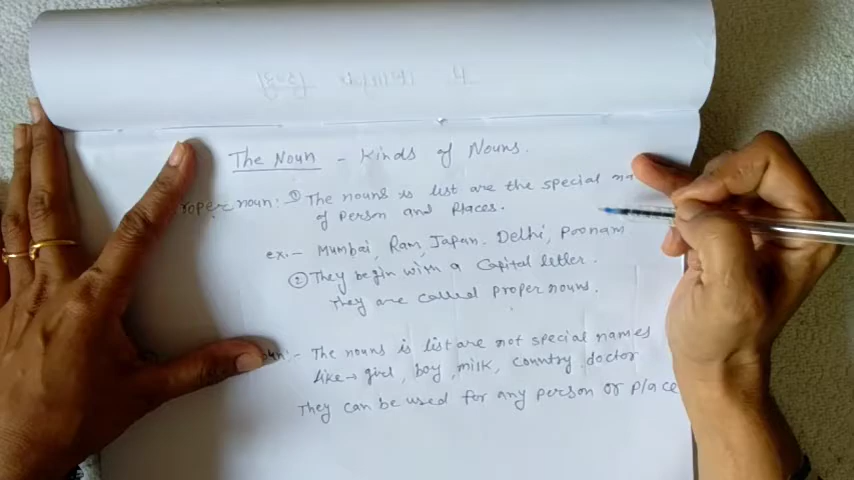 The Noun - Kinds of Nouns.
roper noun: ① The nouns is list are the special na
of person and places.
ex:- Mumbai, Ram, Japan. Delhi, Poonam
② They begin with a Capital letter.
They are called proper nouns.
oun:- The nouns is list are not special names
like → girl, boy, milk, country doctor
They can be used for any person or place